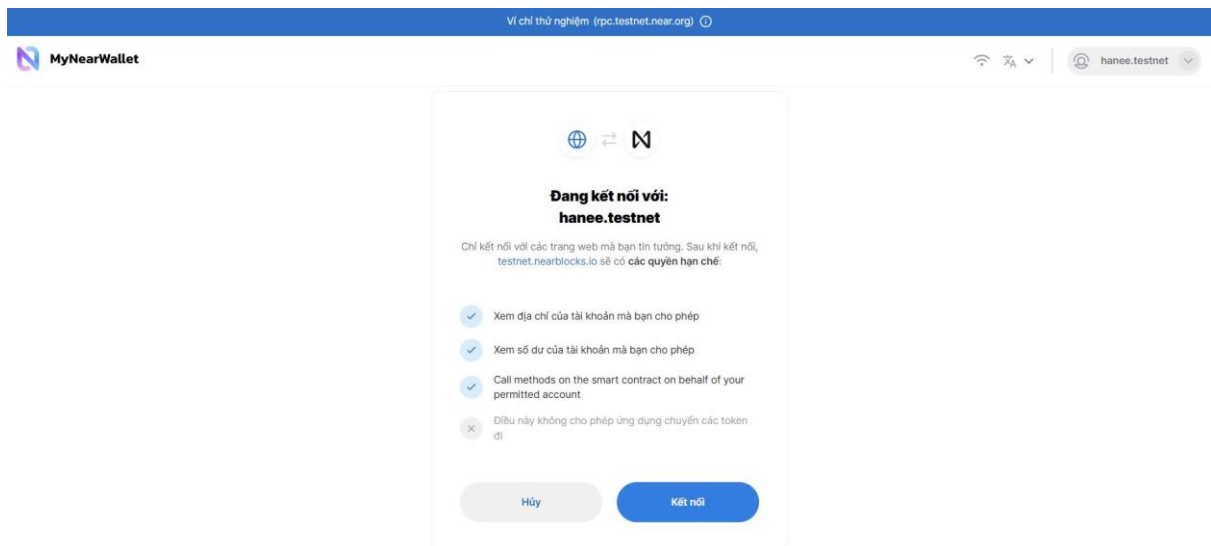 Ví chỉ thử nghiệm (rpc.testnet.near.org)
MyNearWallet
hanee.testnet
Đang kết nối với:
hanee.testnet
Chỉ kết nối với các trang web mà bạn tin tưởng. Sau khi kết nối,
testnet.nearblocks.io sẽ có các quyền hạn chế:
Xem địa chỉ của tài khoản mà bạn cho phép
Xem số dư của tài khoản mà bạn cho phép
Call methods on the smart contract on behalf of your
permitted account
Điều này không cho phép ứng dụng chuyển các token
đi
Hủy
Kết nối